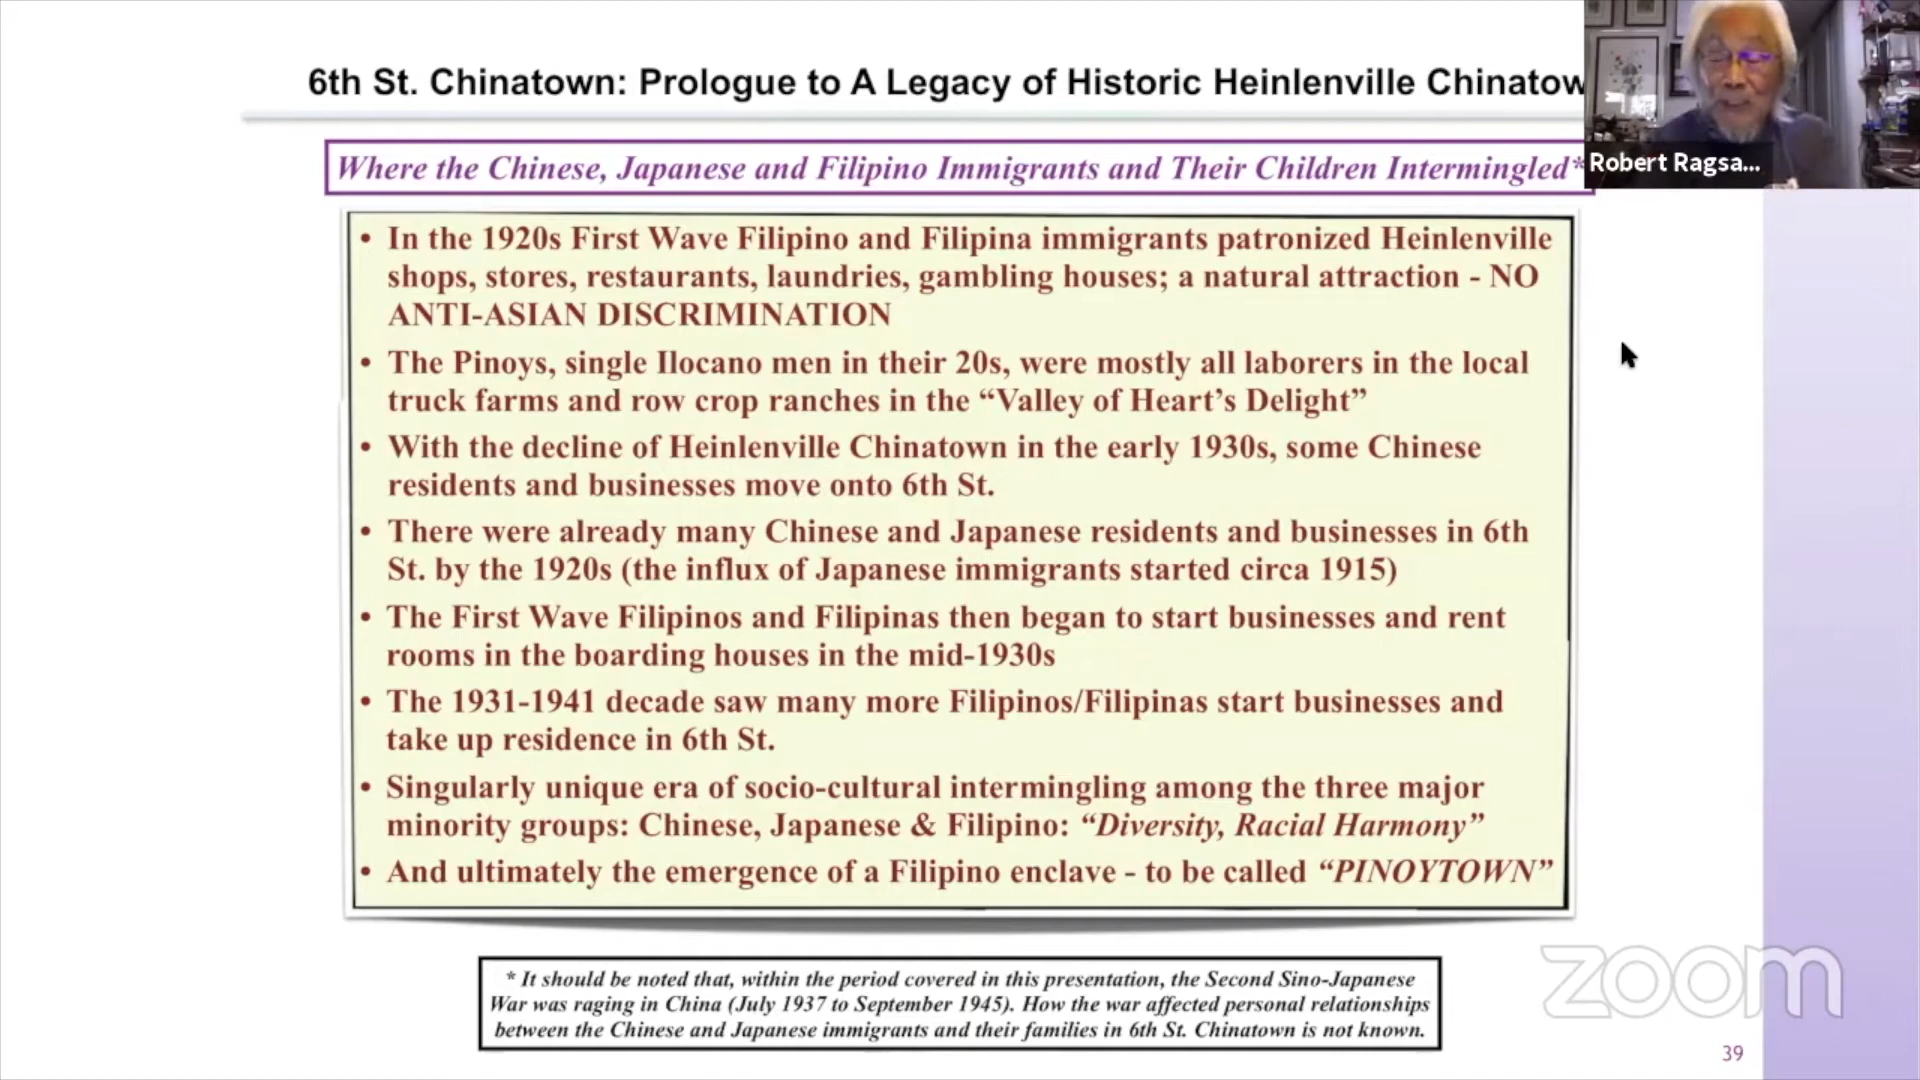 6th St. Chinatown: Prologue to A Legacy of Historic Heinlenville Chinatow
Where the Chinese, Japanese and Filipino Immigrants and Their Children Intermingled*
Robert Ragsa...
• In the 1920s First Wave Filipino and Filipina immigrants patronized Heinlenville
shops, stores, restaurants, laundries, gambling houses; a natural attraction - NO
ANTI-ASIAN DISCRIMINATION
• The Pinoys, single Ilocano men in their 20s, were mostly all laborers in the local
truck farms and row crop ranches in the “Valley of Heart’s Delight”
• With the decline of Heinlenville Chinatown in the early 1930s, some Chinese
residents and businesses move onto 6th St.
• There were already many Chinese and Japanese residents and businesses in 6th
St. by the 1920s (the influx of Japanese immigrants started circa 1915)
• The First Wave Filipinos and Filipinas then began to start businesses and rent
rooms in the boarding houses in the mid-1930s
• The 1931-1941 decade saw many more Filipinos/Filipinas start businesses and
take up residence in 6th St.
• Singularly unique era of socio-cultural intermingling among the three major
minority groups: Chinese, Japanese & Filipino: “Diversity, Racial Harmony”
• And ultimately the emergence of a Filipino enclave - to be called “PINOYTOWN”
* It should be noted that, within the period covered in this presentation, the Second Sino-Japanese
War was raging in China (July 1937 to September 1945). How the war affected personal relationships
between the Chinese and Japanese immigrants and their families in 6th St. Chinatown is not known.
zoom
39